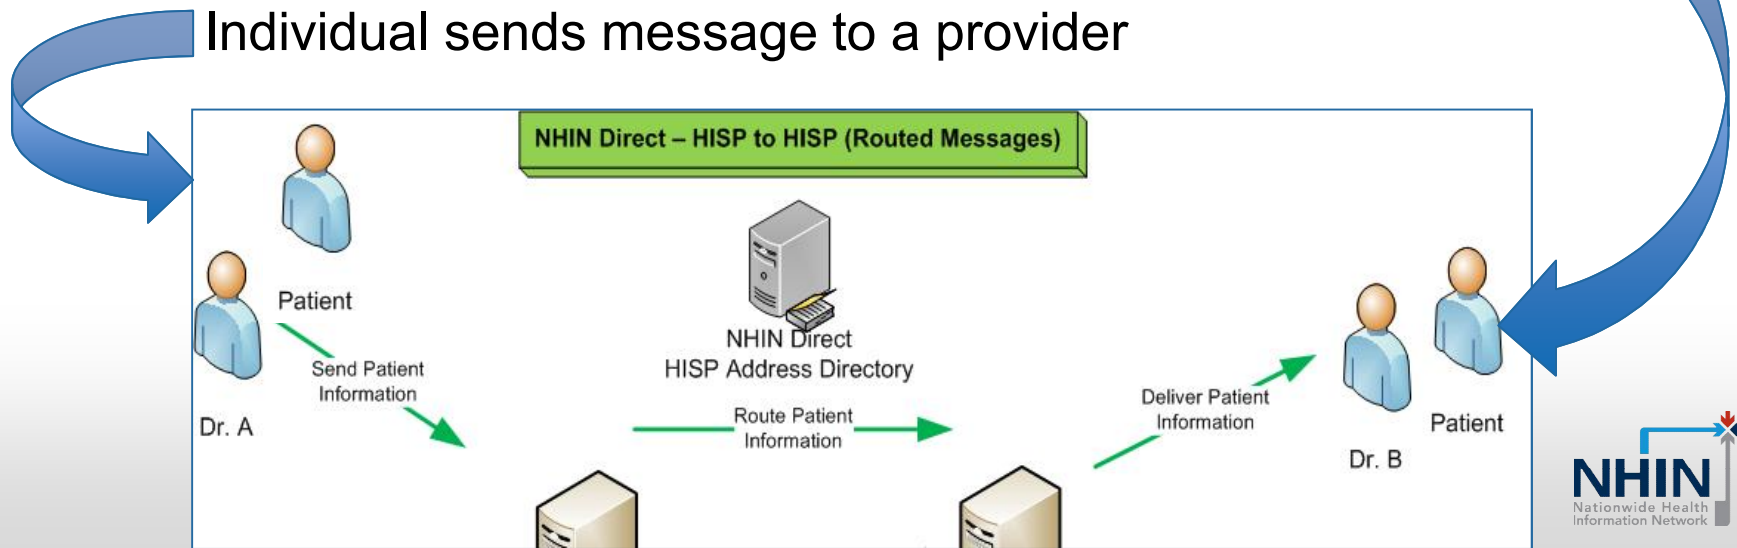 Individual sends message to a provider
NHIN Direct – HISP to HISP (Routed Messages)
Patient
Send Patient
Information
Dr. A
NHIN Direct
HISP Address Directory
Route Patient
Information
Deliver Patient
Information
Patient
Dr. B
NHIN
Nationwide Health
Information Network